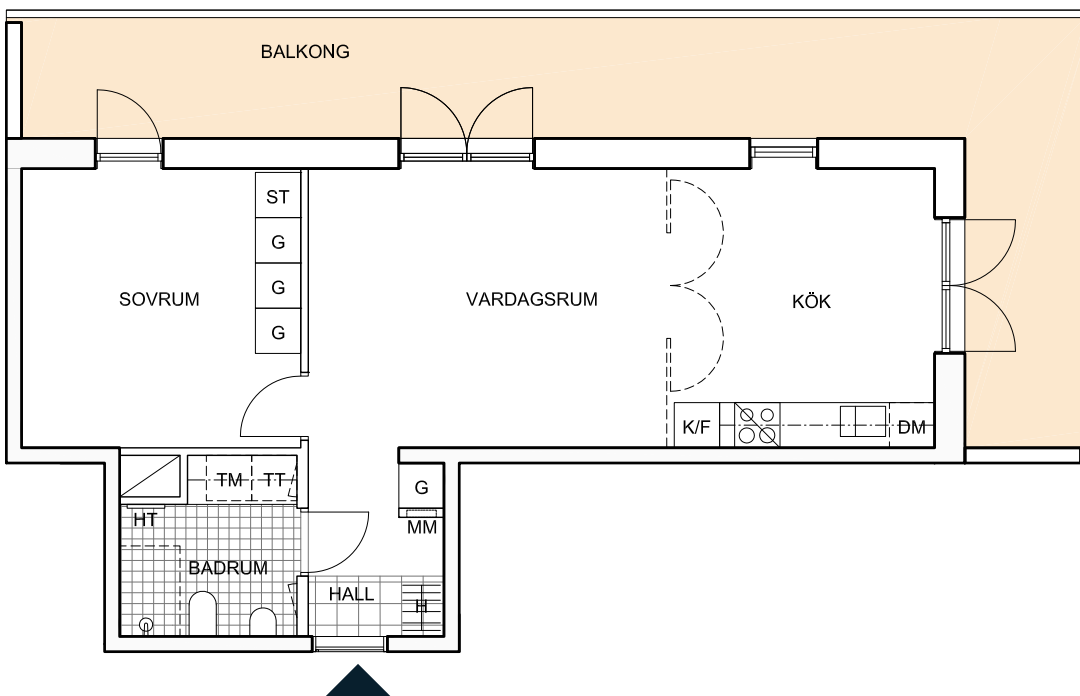 BALKONG
ST
G
G
G
SOVRUM
VARDAGSRUM
KÖK
K/F
DM
TM
TT
G
HT
MM
BADRUM
HALL
H